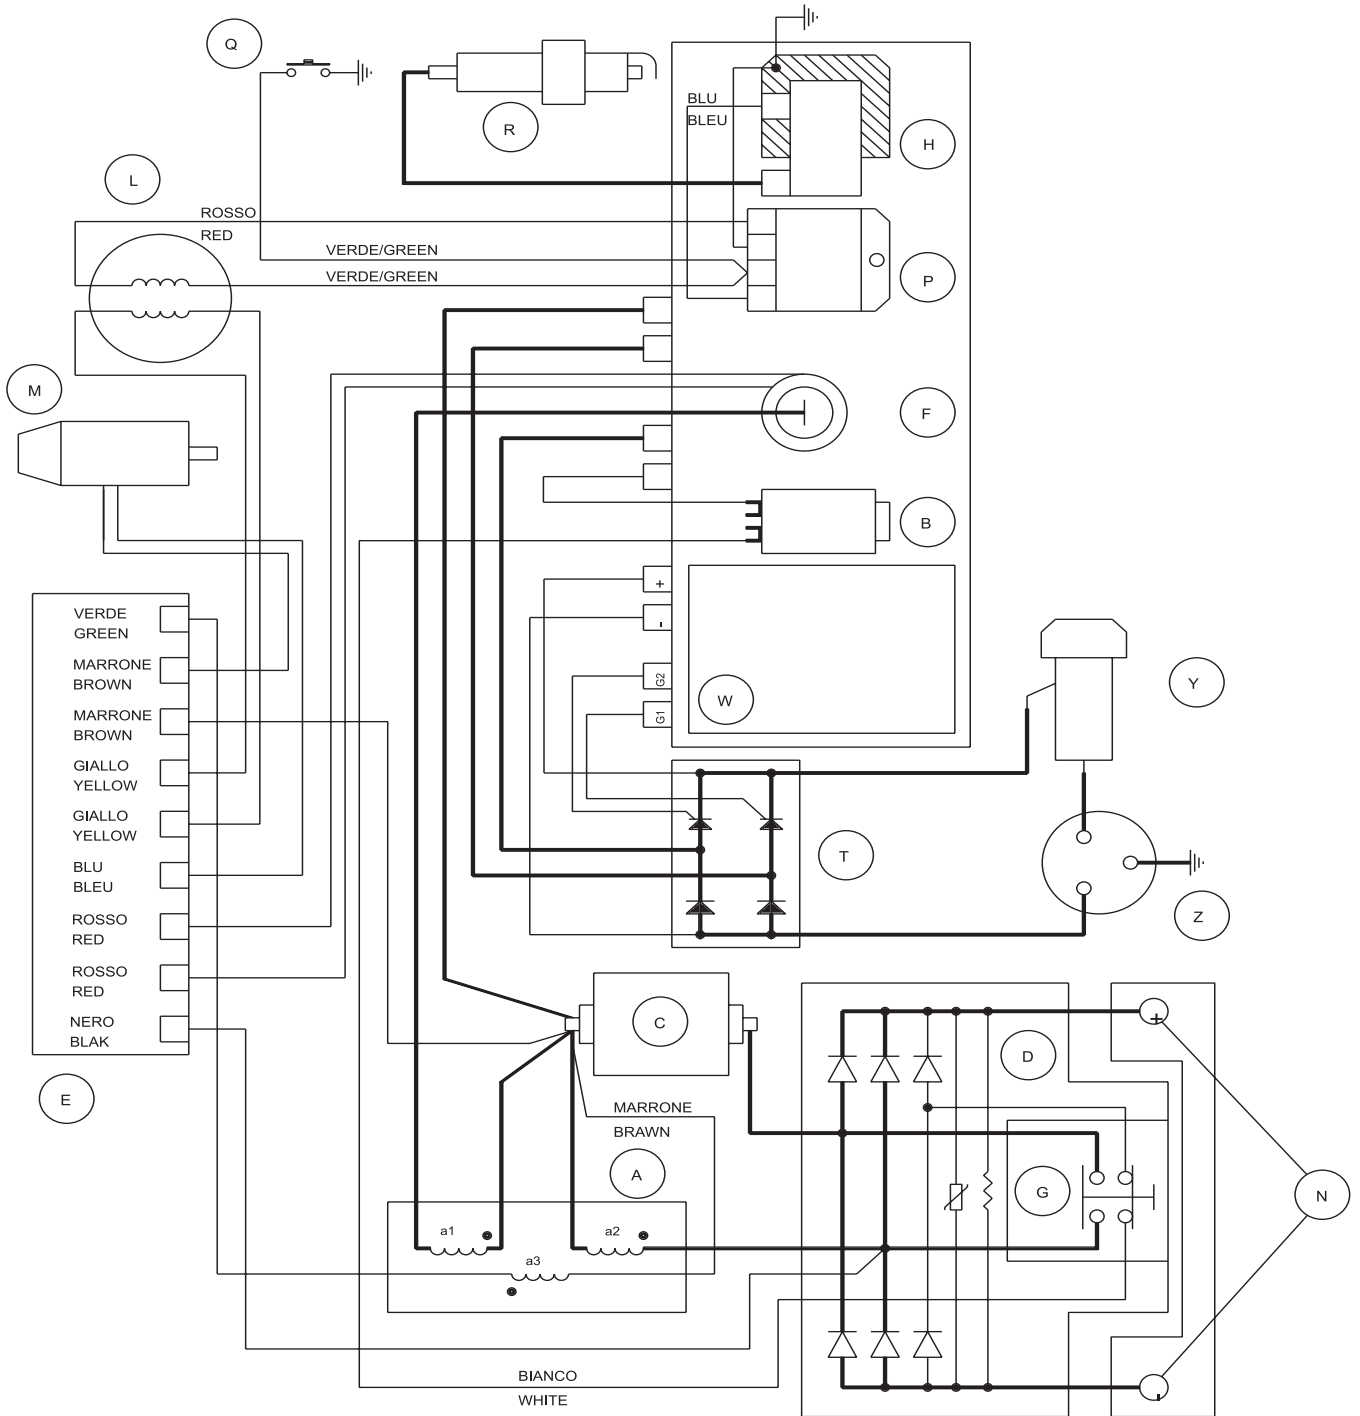 Q
R
BLU
BLEU
H
L
ROSSO
RED
VERDE/GREEN
VERDE/GREEN
P
M
F
B
+
-
G2
G1
W
Y
VERDE
GREEN
MARRONE
BROWN
MARRONE
BROWN
GIALLO
YELLOW
GIALLO
YELLOW
BLU
BLEU
ROSSO
RED
ROSSO
RED
NERO
BLAK
E
T
Z
C
D
+
MARRONE
BRAWN
A
G
N
a1
a2
a3
BIANCO
WHITE
-